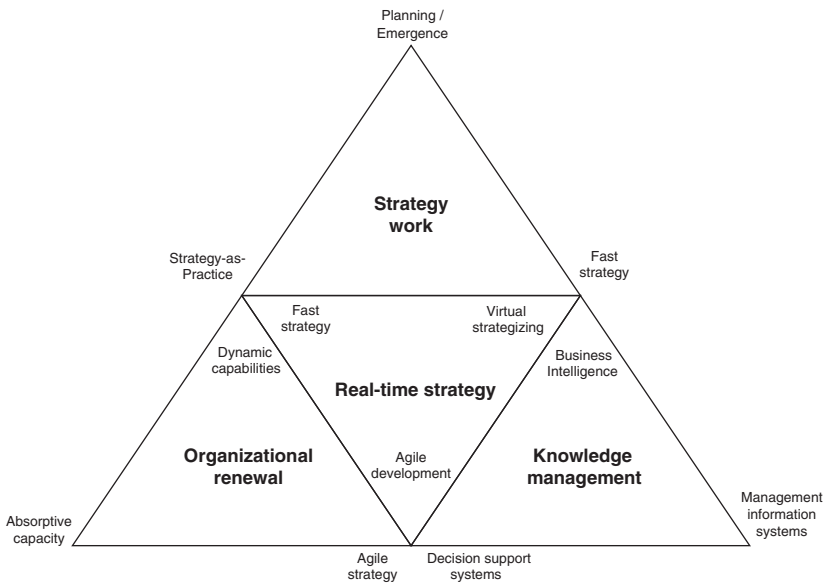 Planning /
Emergence
Strategy
work
Strategy-as-
Practice
Fast
strategy
Fast
strategy
Virtual
strategizing
Dynamic
capabilities
Business
Intelligence
Real-time strategy
Organizational
renewal
Agile
development
Knowledge
management
Absorptive
capacity
Management
information
systems
Agile
strategy
Decision support
systems